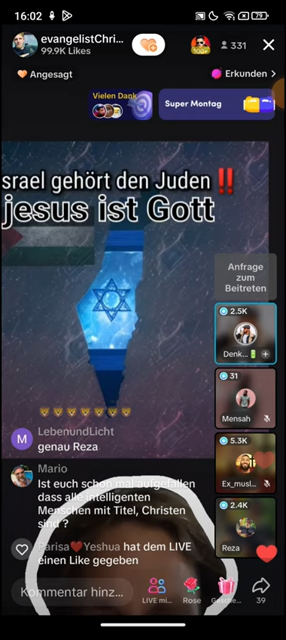 16:02
79
evangelistChri...
99.9K Likes
331
Angesagt
Erkunden >
Vielen Dank
Super Montag
srael gehört den Juden ‼️
jesus ist Gott
Anfrage
zum
Beitreten
2.5K
Denk...
31
Mensah
5.3K
Ex_musl...
2.4K
Reza
M
LebenundLicht
genau Reza
Mario
Ist euch schon mal aufgefallen
dass alle intelligenten
Menschen mit Titel, Christen
sind ?
Farisa❤️Yeshua hat dem LIVE
einen Like gegeben
Kommentar hinz...
LIVE mi...
Rose
39